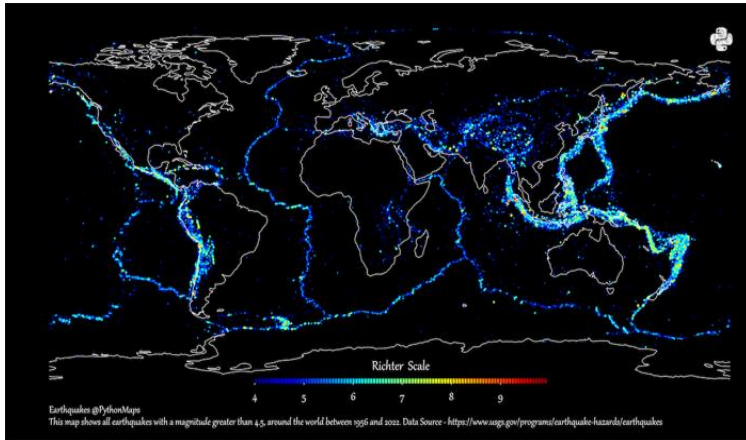 Richter Scale
4 5 6 7 8 9
Earthquakes @PythonMaps
This map shows all earthquakes with a magnitude greater than 4.5, around the world between 1956 and 2022. Data Source - https://www.usgs.gov/programs/earthquake-hazards/earthquakes